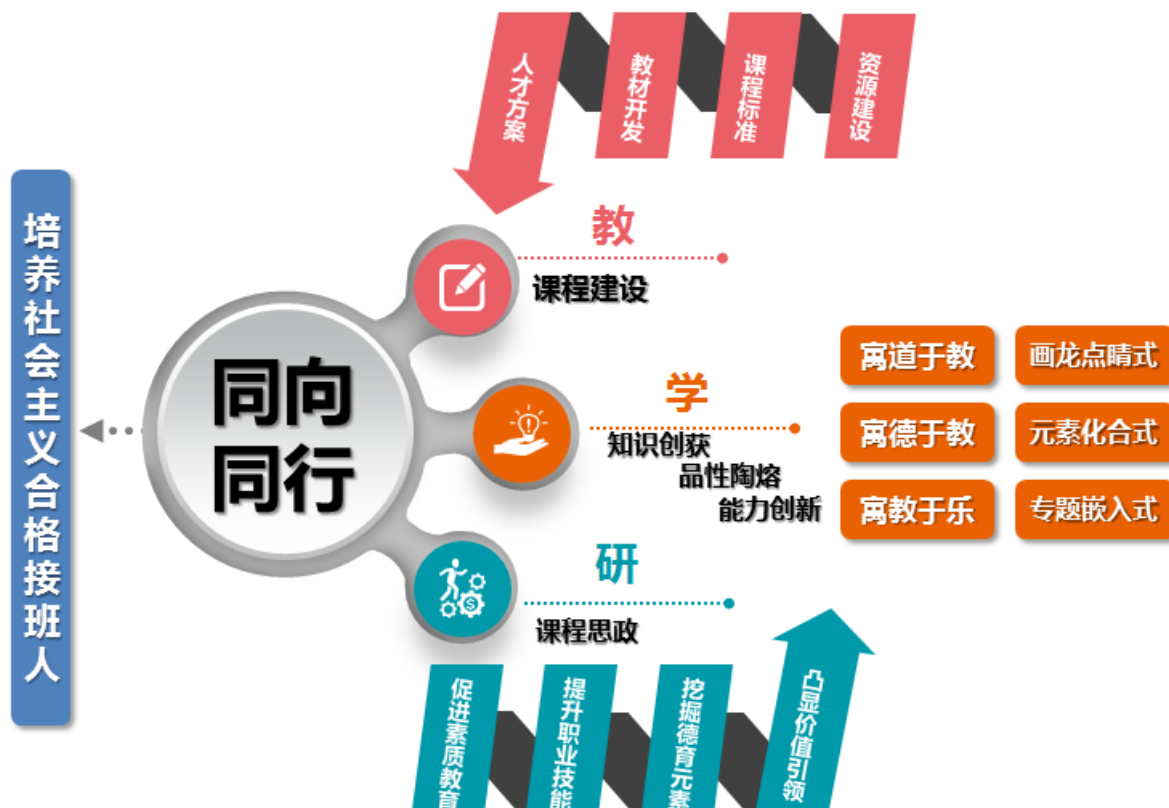 人才方案
教材开发
课程标准
资源建设
培养社会主义合格接班人
同向
同行
教
课程建设
学
知识创获
品性陶熔
能力创新
寓道于教
画龙点睛式
寓德于教
元素化合式
寓教于乐
专题嵌入式
研
课程思政
促进素质教育
提升职业技能
挖掘德育元素
凸显价值引领